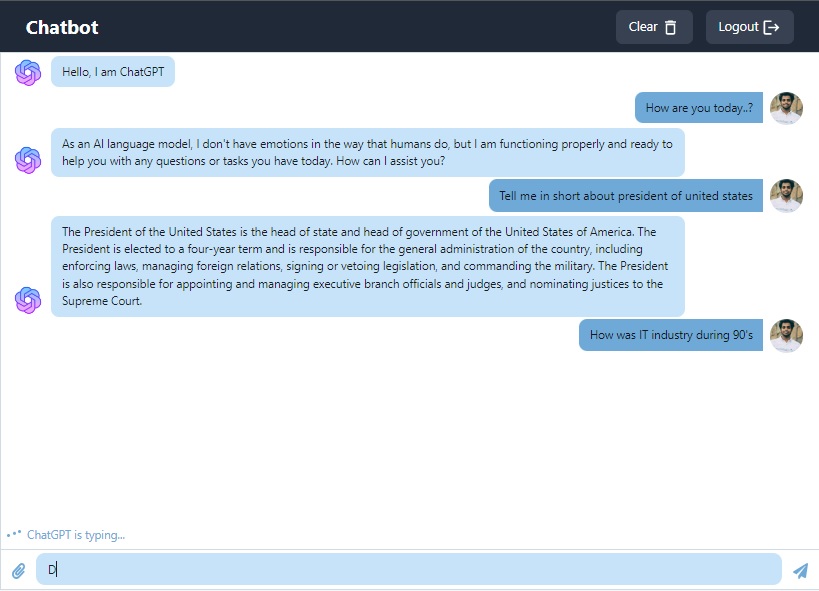 Chatbot
Clear
Logout
Hello, I am ChatGPT
How are you today..?
As an AI language model, I don't have emotions in the way that humans do, but I am functioning properly and ready to
help you with any questions or tasks you have today. How can I assist you?
Tell me in short about president of united states
The President of the United States is the head of state and head of government of the United States of America. The
President is elected to a four-year term and is responsible for the general administration of the country, including
enforcing laws, managing foreign relations, signing or vetoing legislation, and commanding the military. The President
is also responsible for appointing and managing executive branch officials and judges, and nominating justices to the
Supreme Court.
How was IT industry during 90's
ChatGPT is typing...
D